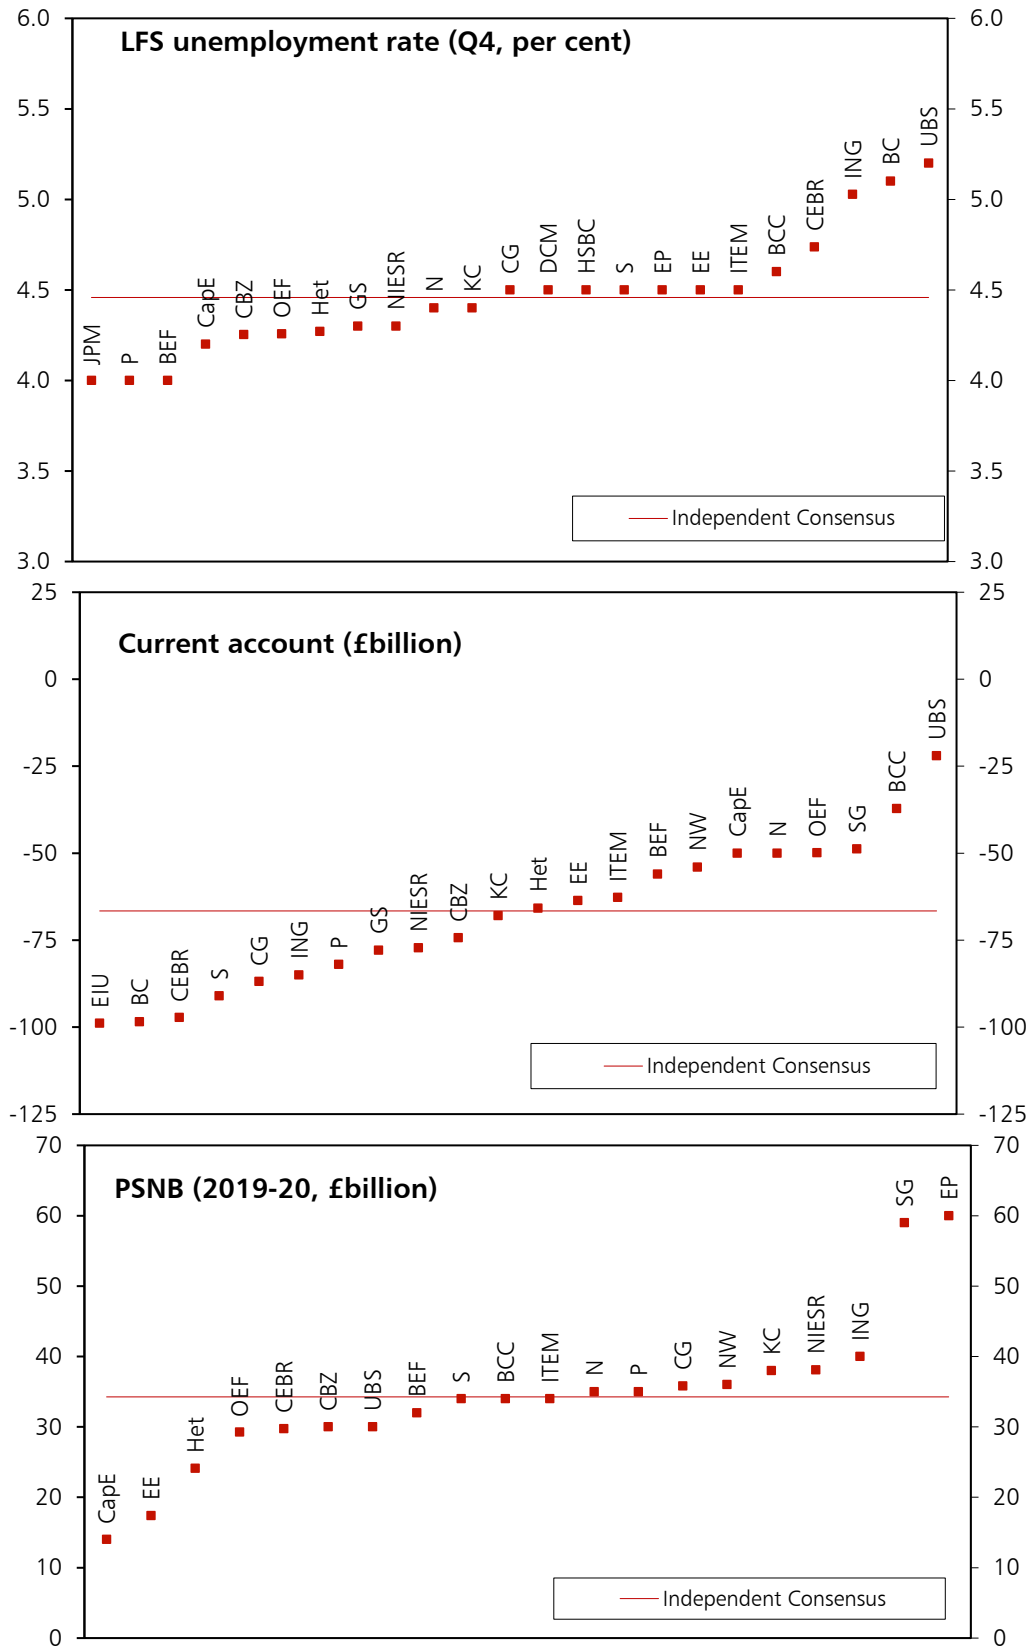 LFS unemployment rate (Q4, per cent)
6.0 6.0
5.5 5.5
5.0 5.0
4.5 4.5
4.0 4.0
3.5 3.5
3.0 3.0
JPM P BEF CapE CBZ OEF Het GS NIESR N KC CG DCM HSBC S EP EE ITEM BCC CEBR ING BC UBS
Independent Consensus
Current account (£billion)
25 25
0 0
-25 -25
-50 -50
-75 -75
-100 -100
-125 -125
EIU BC CEBR S CG ING P GS NIESR CBZ KC Het EE ITEM BEF NW CapE N OEF SG BCC UBS
Independent Consensus
PSNB (2019-20, £billion)
70 70
60 60
50 50
40 40
30 30
20 20
10 10
0 0
CapE EE Het OEF CEBR CBZ UBS BEF S BCC ITEM N P CG NW KC NIESR ING SG EP
Independent Consensus